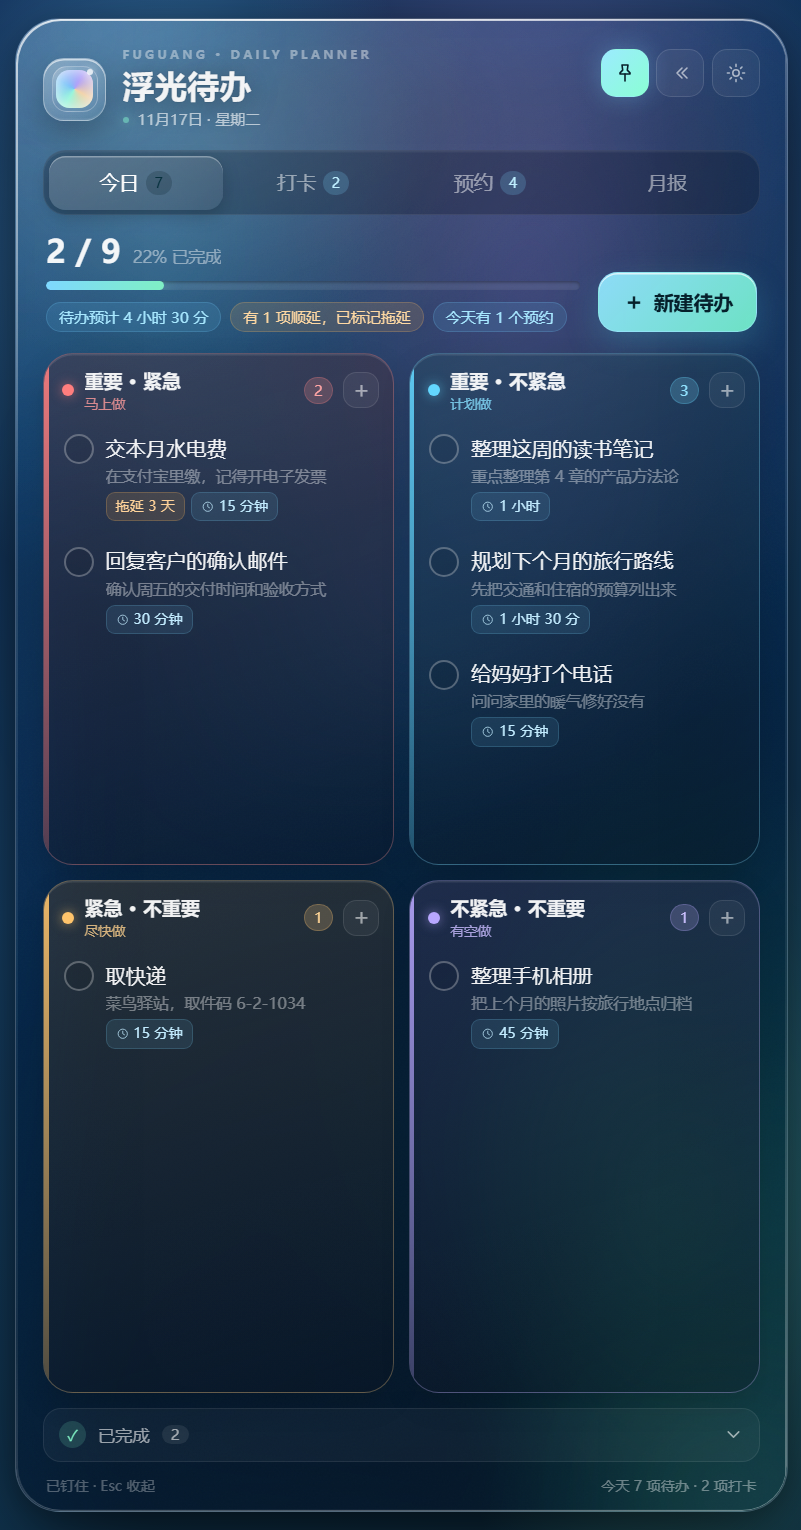 FUGUANG · DAILY PLANNER
浮光待办
11月17日 · 星期二
今日 7 打卡 2 预约 4 月报
2 / 9 22% 已完成
待办预计 4 小时 30 分 有 1 项顺延，已标记拖延 今天有 1 个预约
+ 新建待办
重要 · 紧急 2 +
马上做
交本月水电费
在支付宝里缴，记得开电子发票
拖延 3 天 15 分钟
回复客户的确认邮件
确认周五的交付时间和验收方式
30 分钟
重要 · 不紧急 3 +
计划做
整理这周的读书笔记
重点整理第 4 章的产品方法论
1 小时
规划下个月的旅行路线
先把交通和住宿的预算列出来
1 小时 30 分
给妈妈打个电话
问问家里的暖气修好没有
15 分钟
紧急 · 不重要 1 +
尽快做
取快递
菜鸟驿站，取件码 6-2-1034
15 分钟
不紧急 · 不重要 1 +
有空做
整理手机相册
把上个月的照片按旅行地点归档
45 分钟
已完成 2
已钉住 · Esc 收起
今天 7 项待办 · 2 项打卡